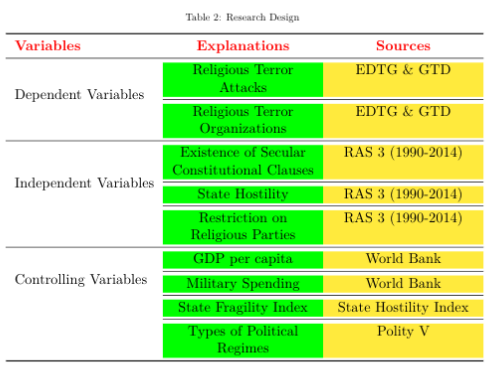 Table 2: Research Design
Variables Explanations Sources
Dependent Variables
Religious Terror
Attacks
EDTG & GTD
Religious Terror
Organizations
EDTG & GTD
Independent Variables
Existence of Secular
Constitutional Clauses
RAS 3 (1990-2014)
State Hostility RAS 3 (1990-2014)
Restriction on
Religious Parties
RAS 3 (1990-2014)
Controlling Variables
GDP per capita World Bank
Military Spending World Bank
State Fragility Index State Hostility Index
Types of Political
Regimes
Polity V